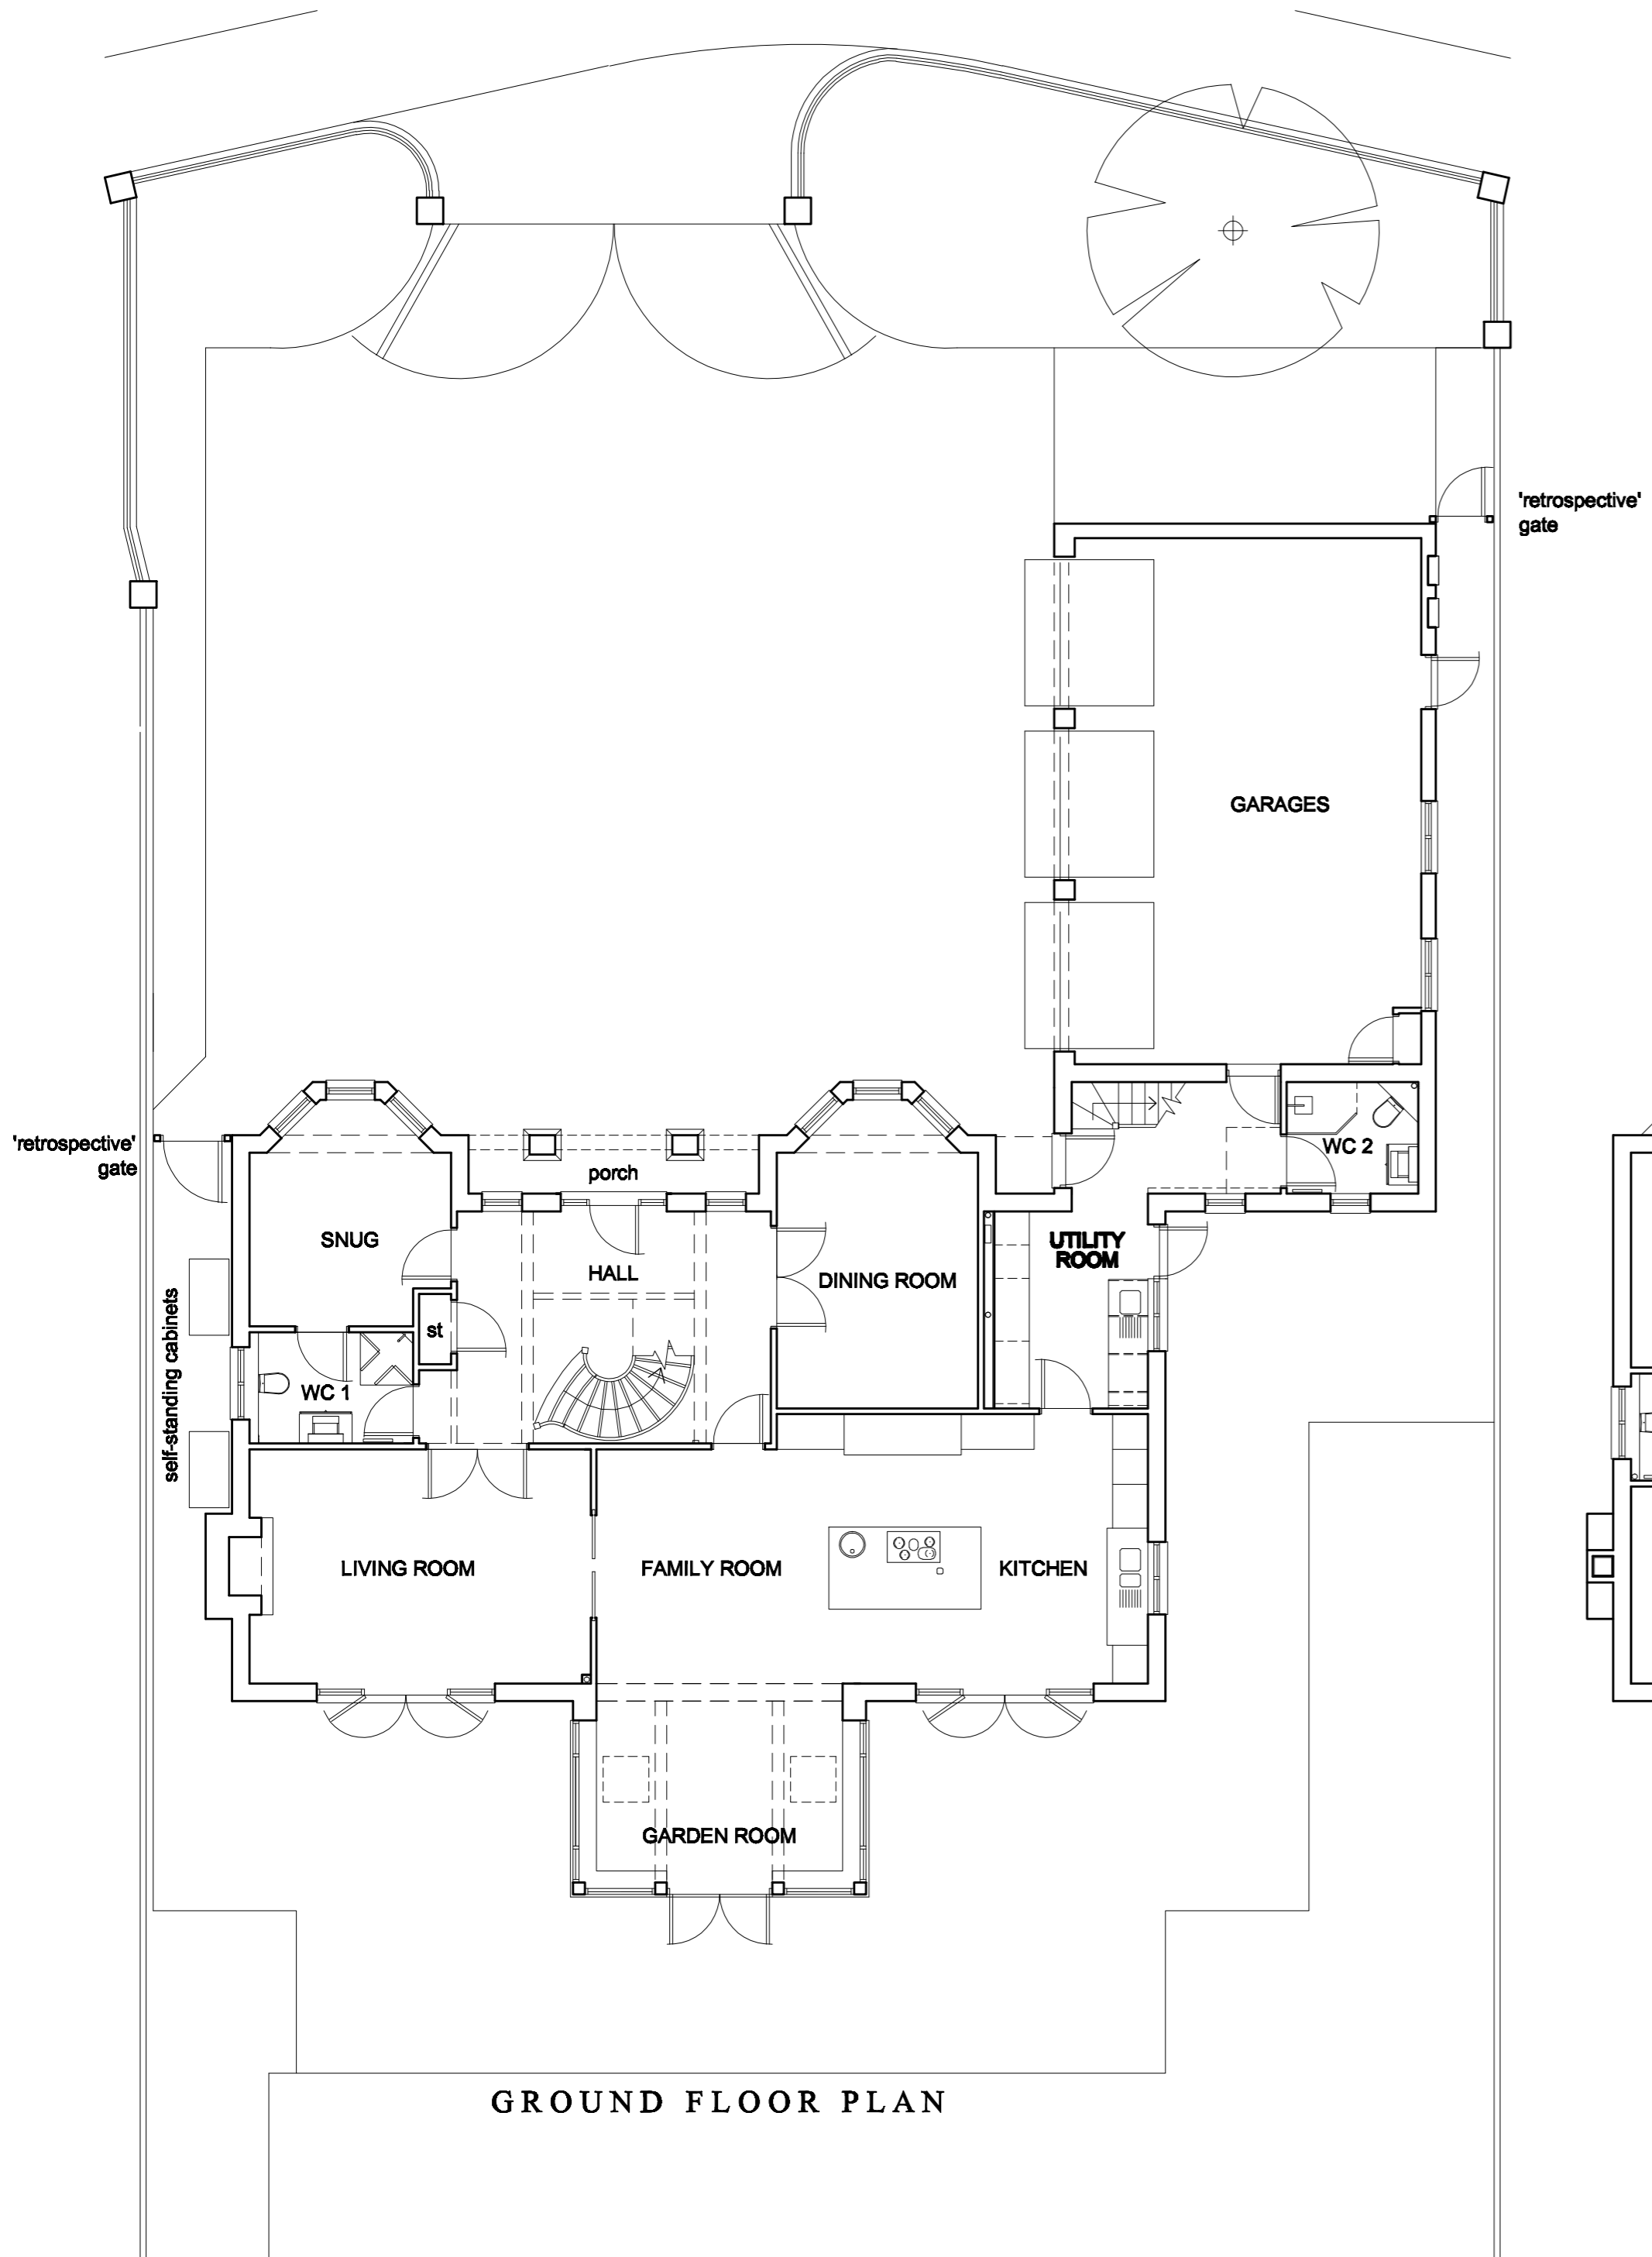 'retrospective'
gate
GARAGES
'retrospective'
gate
porch
WC 2
SNUG
UTILITY
ROOM
HALL
DINING ROOM
self-standing cabinets
st
WC 1
LIVING ROOM
FAMILY ROOM
KITCHEN
GARDEN ROOM
GROUND FLOOR PLAN